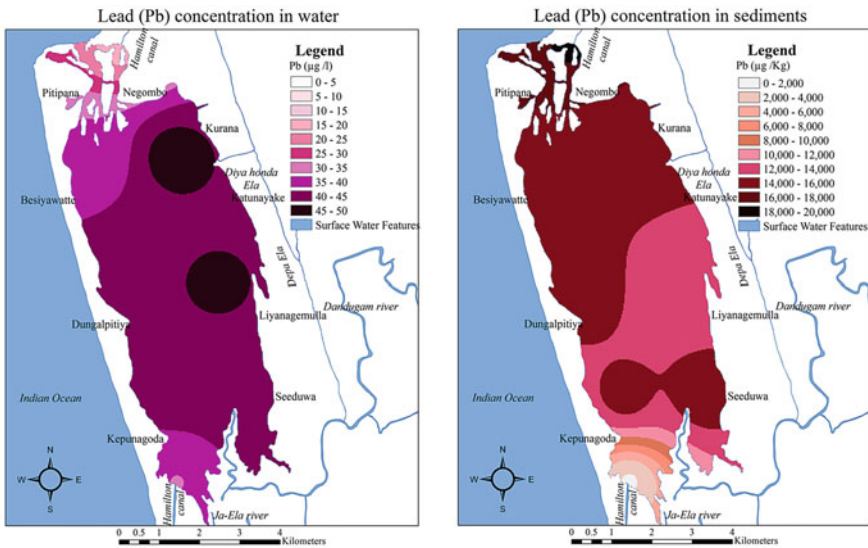 Lead (Pb) concentration in water
Hamilton
canal
Legend
Pb (µg /l)
0 - 5
5 - 10
10 - 15
15 - 20
20 - 25
25 - 30
30 - 35
35 - 40
40 - 45
45 - 50
Surface Water Features
Pitipana
Negombo
Kurana
Diya honda
Ela
Katunayake
Besiyawatte
Depa Ela
Dandugam river
Dungalpitiya
Liyanagemulla
Indian Ocean
Seeduwa
Kepunagoda
N
W
E
S
Hamilton
canal
Ja-Ela river
0 0.5 1 2 3 4
Kilometers
Lead (Pb) concentration in sediments
Hamilton
canal
Legend
Pb (µg /Kg)
0 - 2,000
2,000 - 4,000
4,000 - 6,000
6,000 - 8,000
8,000 - 10,000
10,000 - 12,000
12,000 - 14,000
14,000 - 16,000
16,000 - 18,000
18,000 - 20,000
Surface Water Features
Pitipana
Negombo
Kurana
Diya honda
Ela
Katunayake
Besiyawatte
Depa Ela
Dandugam river
Dungalpitiya
Liyanagemulla
Indian Ocean
Seeduwa
Kepunagoda
N
W
E
S
Hamilton
canal
Ja-Ela river
0 0.5 1 2 3 4
Kilometers